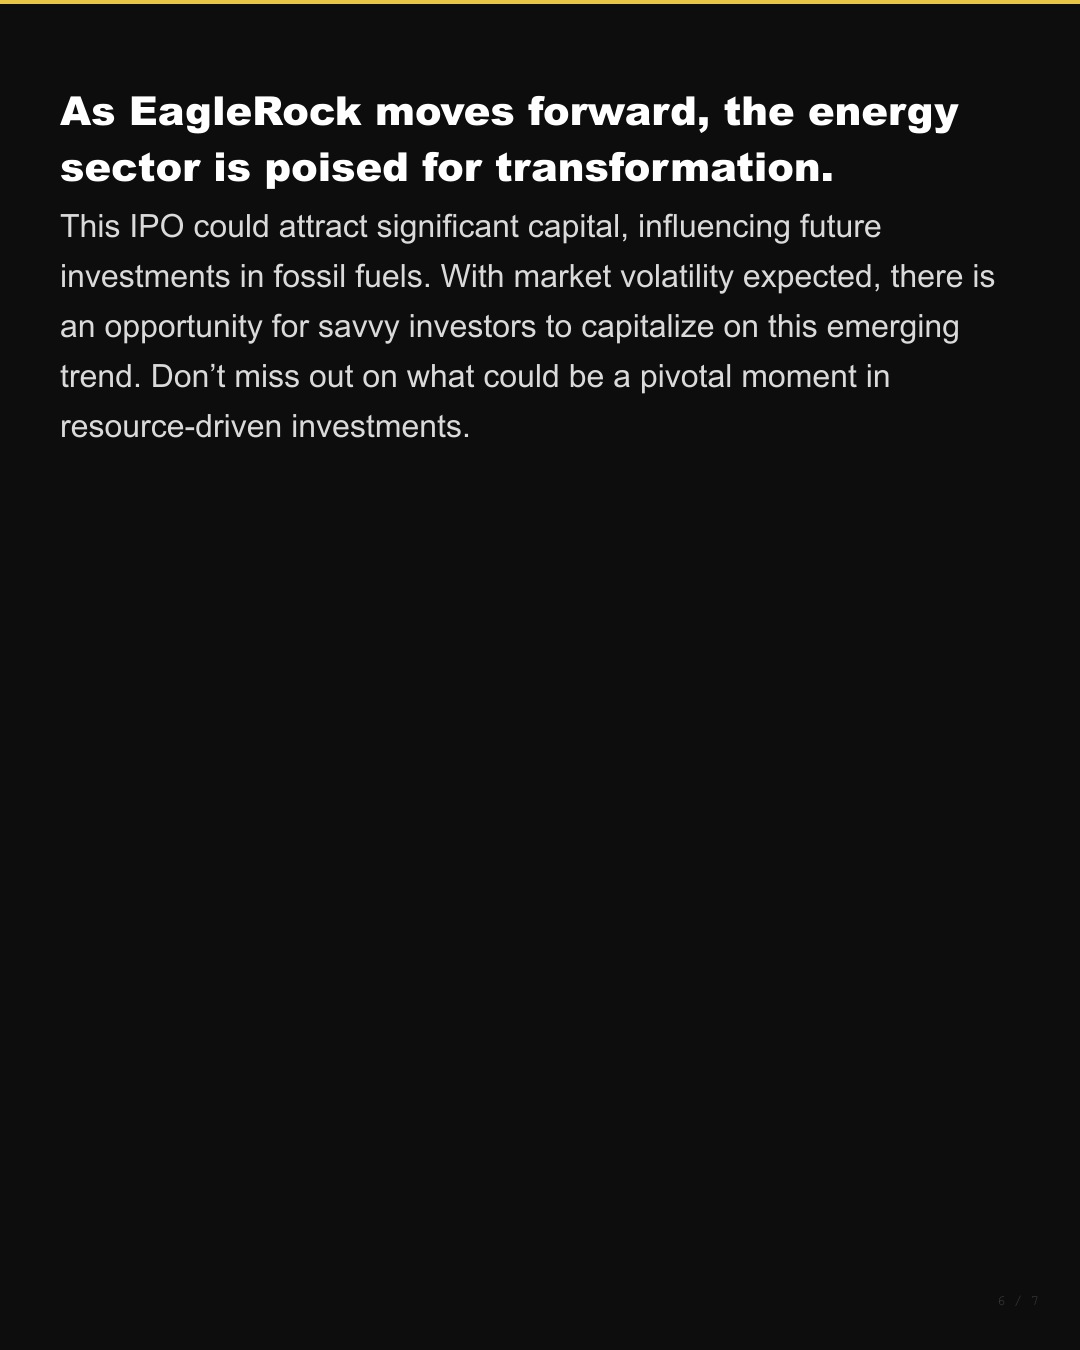 As EagleRock moves forward, the energy
sector is poised for transformation.
This IPO could attract significant capital, influencing future
investments in fossil fuels. With market volatility expected, there is
an opportunity for savvy investors to capitalize on this emerging
trend. Don’t miss out on what could be a pivotal moment in
resource-driven investments.
6 / 7